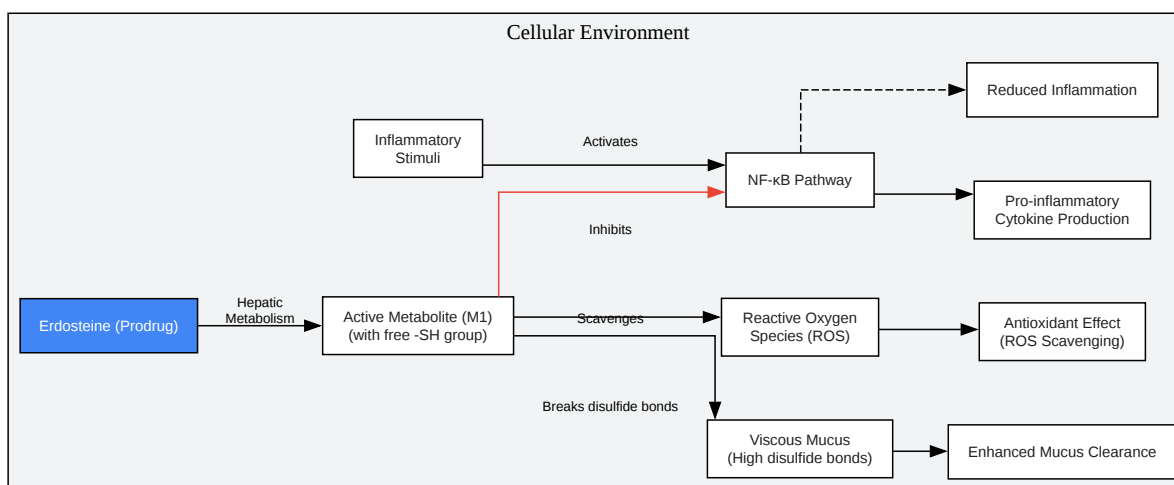 Cellular Environment
Reduced Inflammation
Inflammatory
Stimuli
Activates
NF-κB Pathway
Pro-inflammatory
Cytokine Production
Inhibits
Erdosteine (Prodrug)
Hepatic
Metabolism
Active Metabolite (M1)
(with free -SH group)
Scavenges
Reactive Oxygen
Species (ROS)
Antioxidant Effect
(ROS Scavenging)
Breaks disulfide bonds
Viscous Mucus
(High disulfide bonds)
Enhanced Mucus Clearance